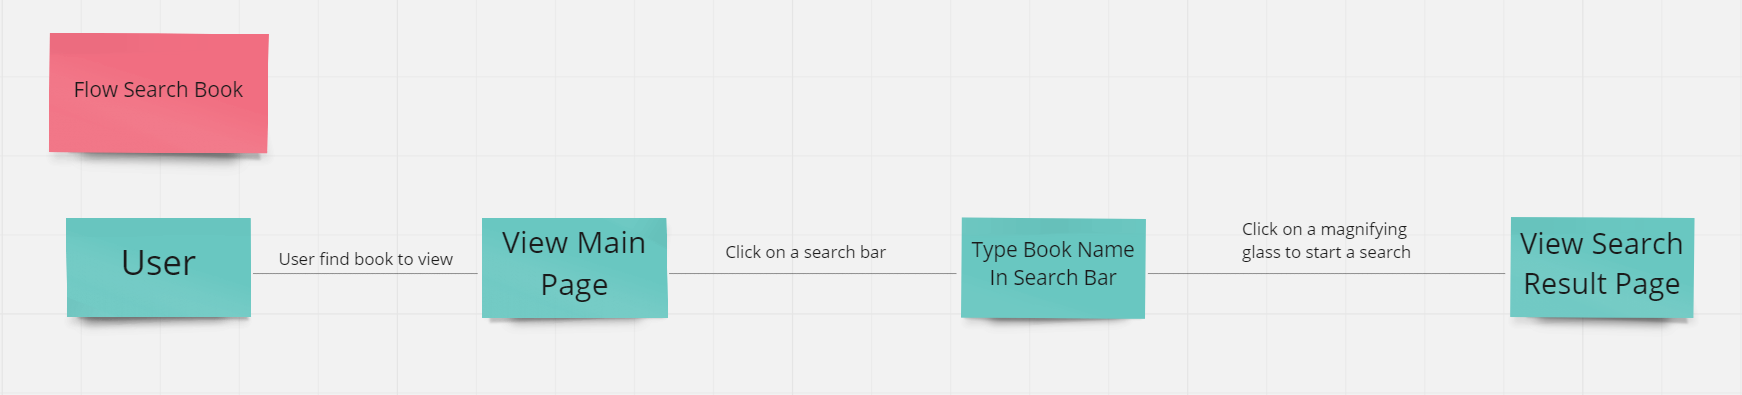 Flow Search Book
User
User find book to view
View Main
Page
Click on a search bar
Type Book Name
In Search Bar
Click on a magnifying
glass to start a search
View Search
Result Page